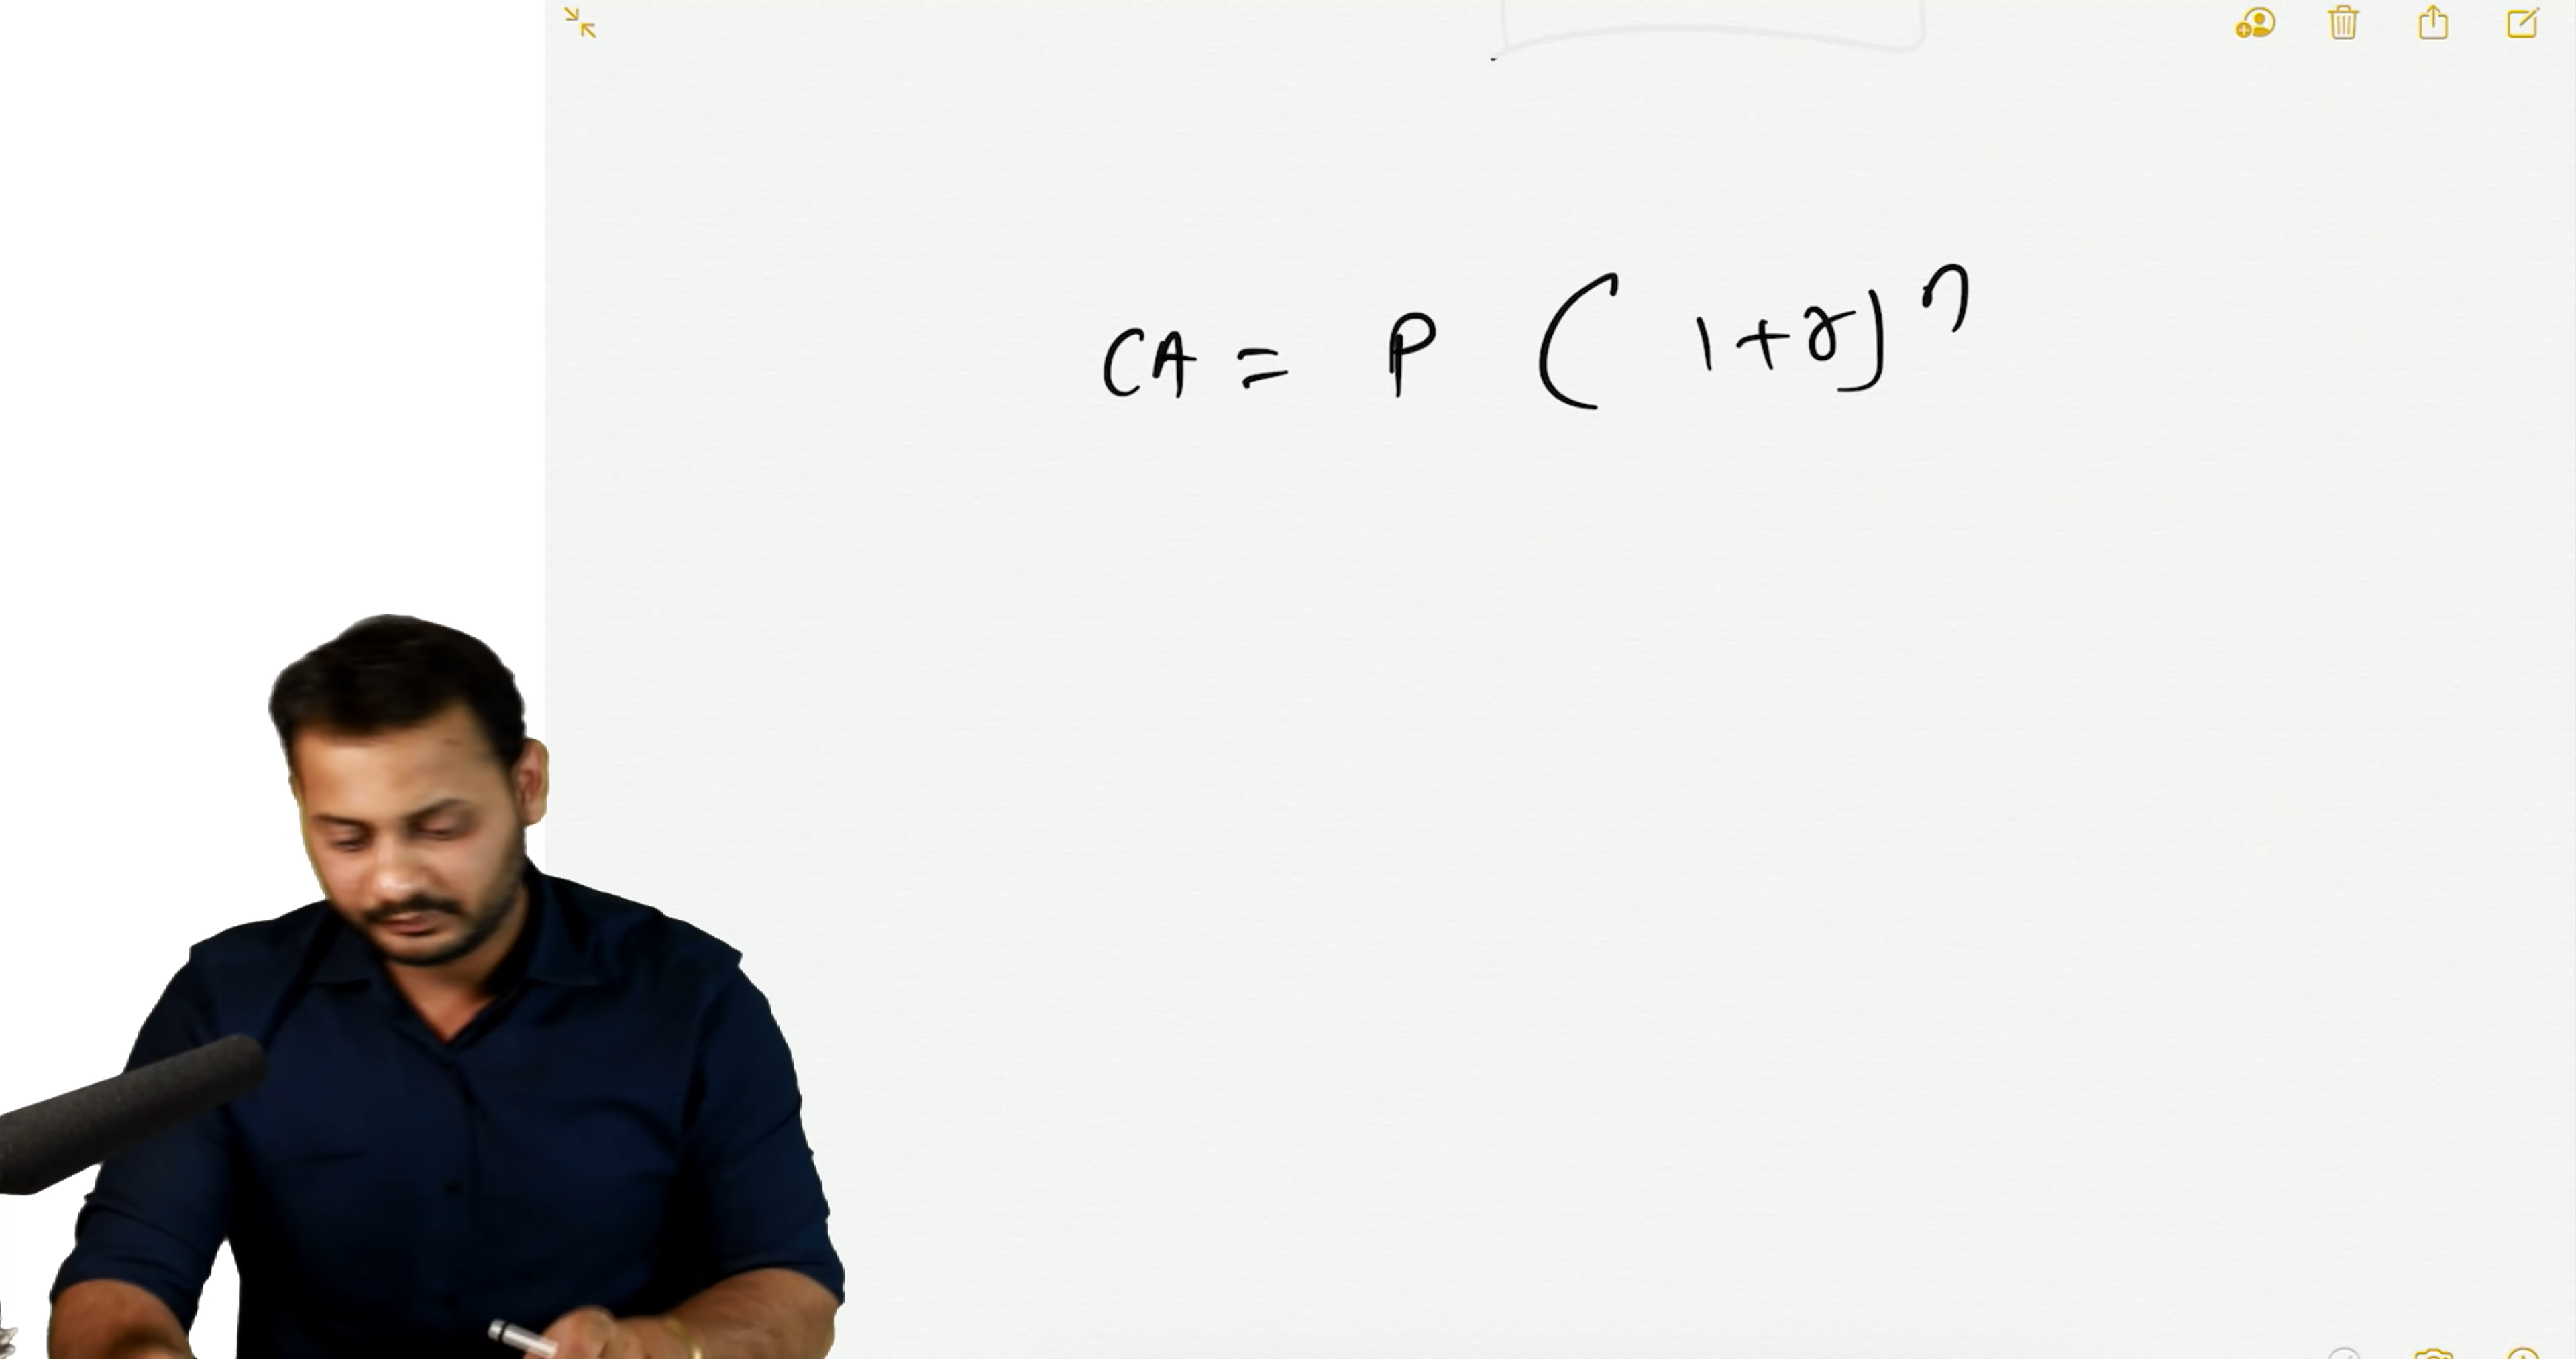 CA = P (1+r)^n